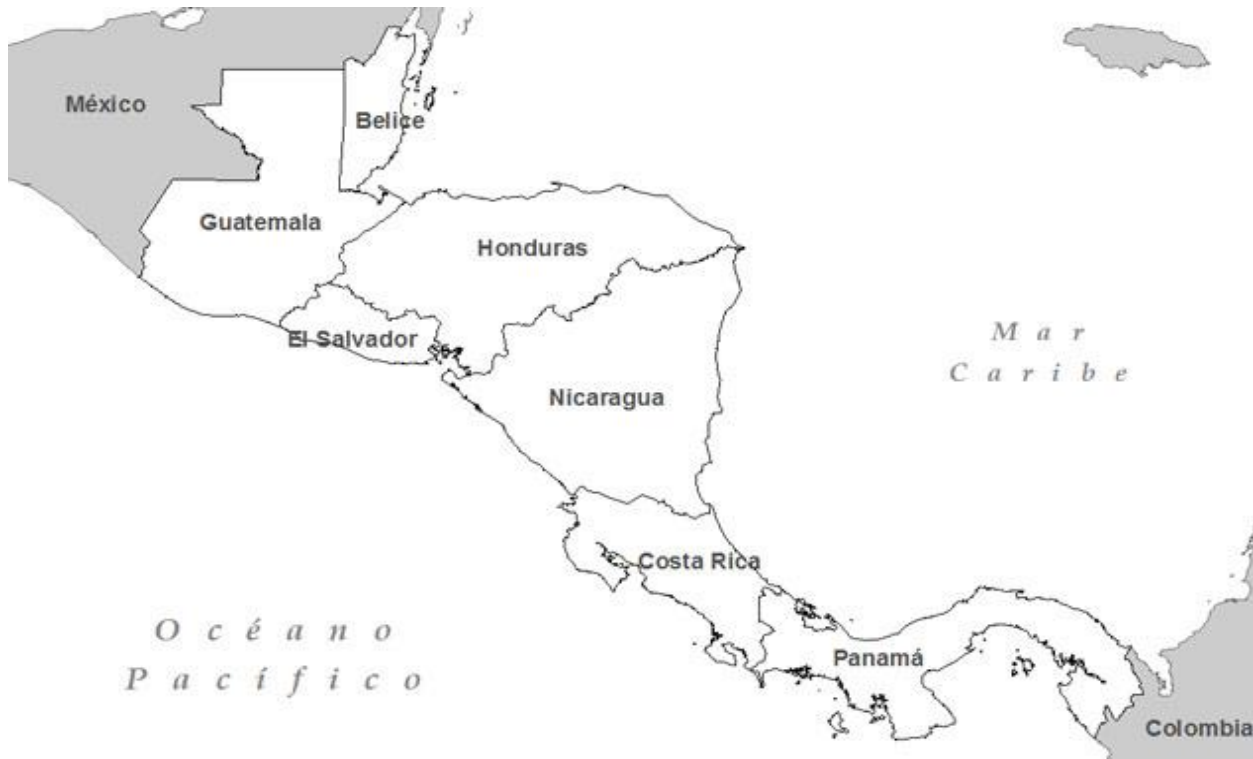 México
Belice
Guatemala
Honduras
El Salvador
Mar
Caribe
Nicaragua
Costa Rica
Océano
Pacífico
Panamá
Colombia